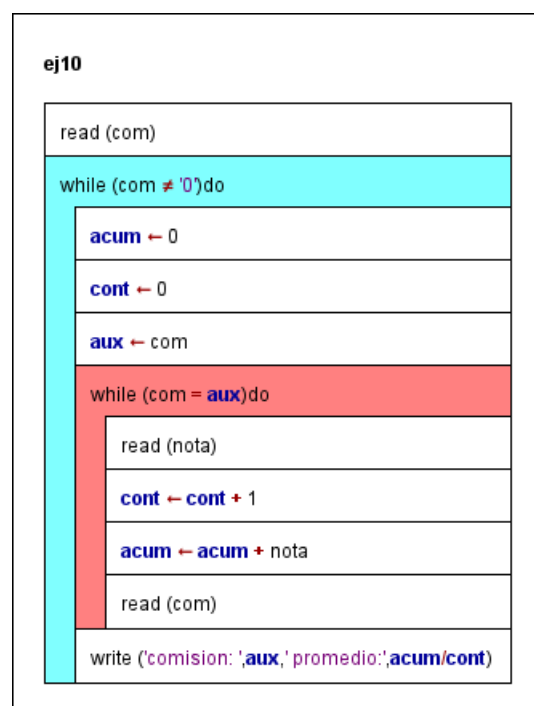 ej10
read (com)
while (com ≠ '0')do
acum ← 0
cont ← 0
aux ← com
while (com = aux)do
read (nota)
cont ← cont + 1
acum ← acum + nota
read (com)
write ('comision: ',aux,' promedio:',acum/cont)